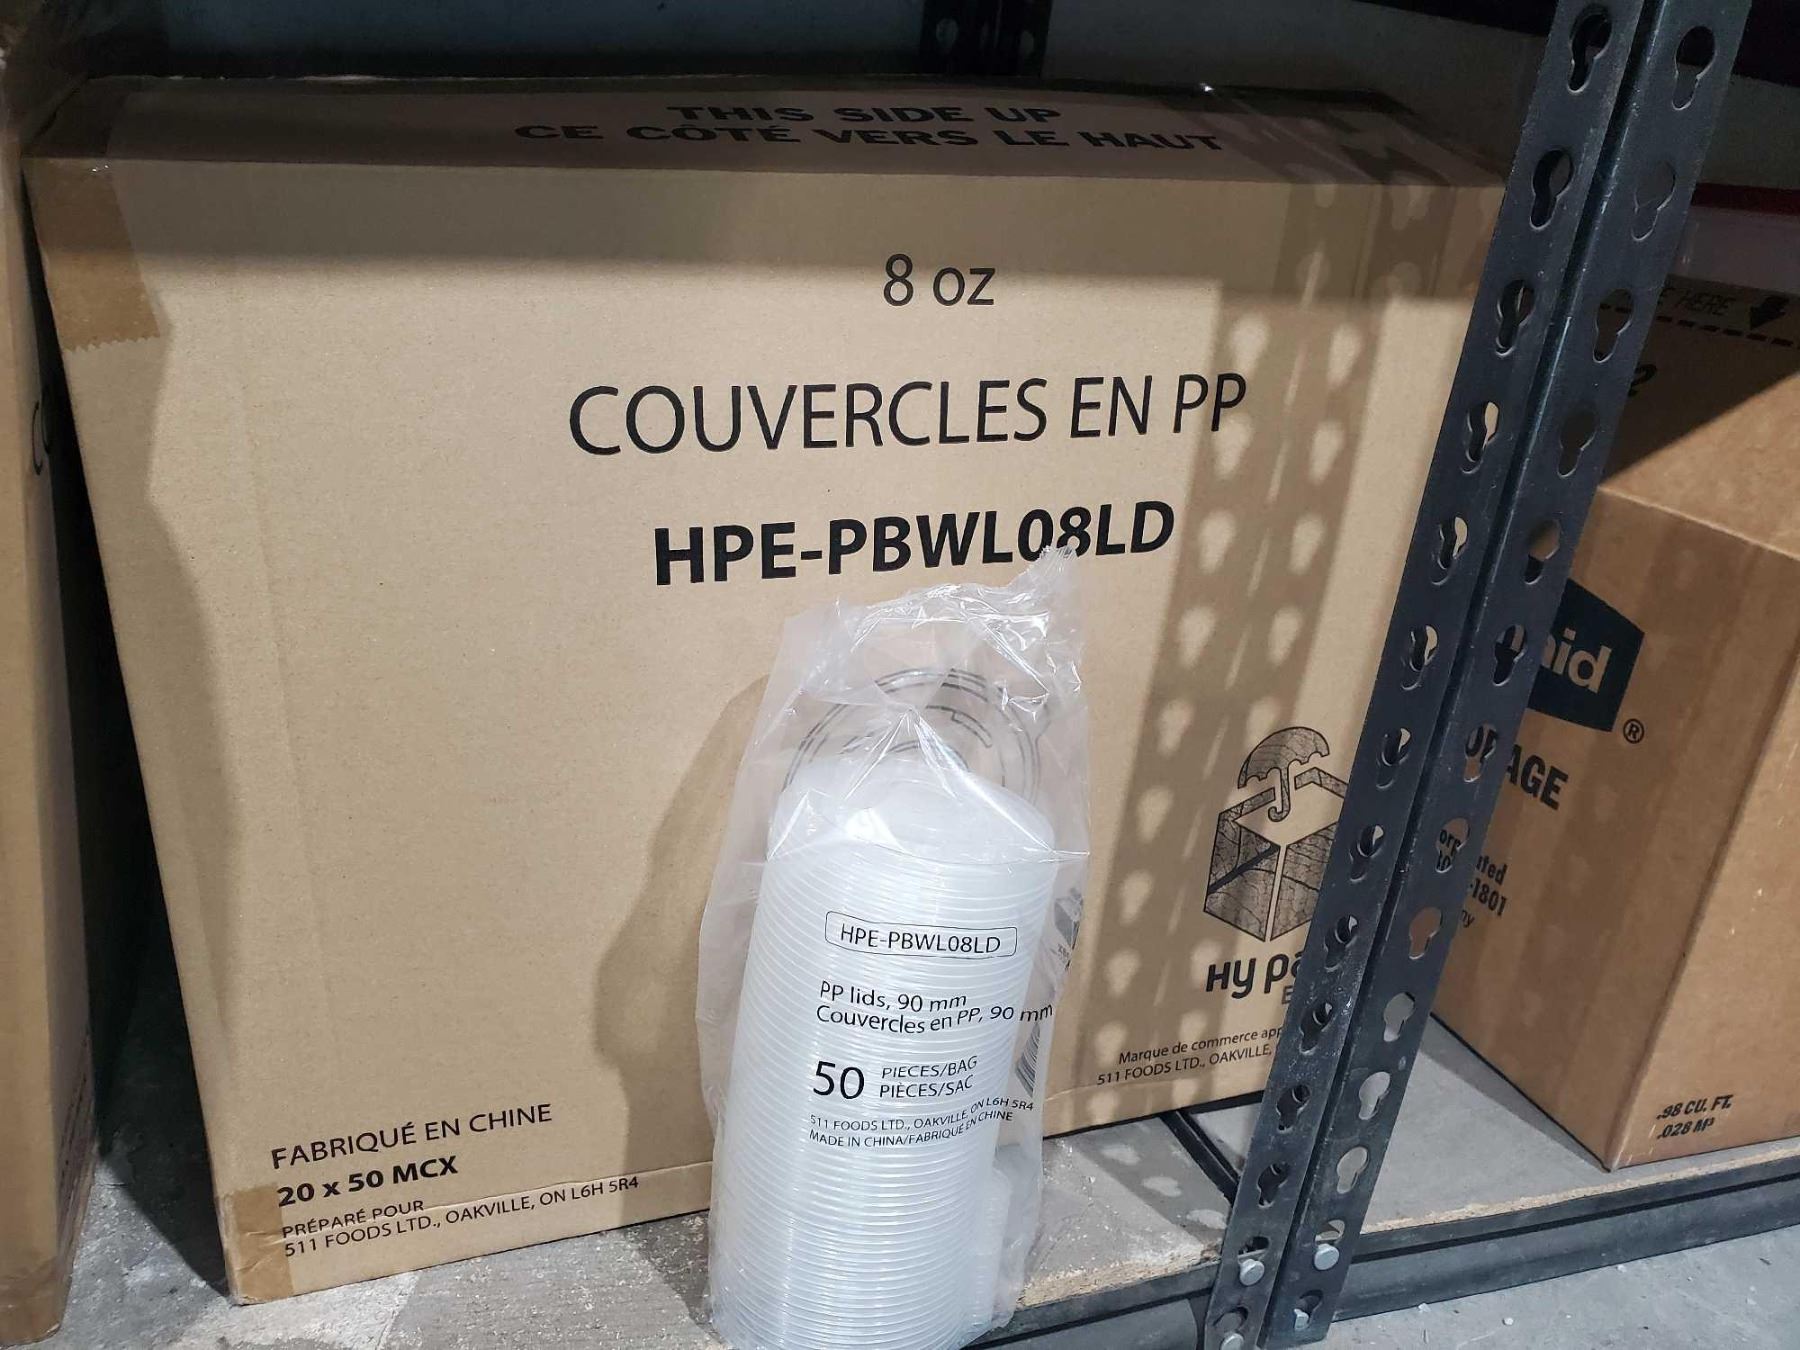 THIS SIDE UP
CE CÔTÉ VERS LE HAUT
8 oz
COUVERCLES EN PP
HPE-PBWL08LD
HPE-PBWL08LD
PP lids, 90 mm
Couvercles en PP, 90 mm
50 PIECES/BAG
PIÈCES/SAC
511 FOODS LTD., OAKVILLE, ON L6H 5R4
MADE IN CHINA/FABRIQUÉ EN CHINE
FABRIQUÉ EN CHINE
20 x 50 MCX
PRÉPARÉ POUR
511 FOODS LTD., OAKVILLE, ON L6H 5R4
Hy
Marque de commerce
511 FOODS LTD., OAKVILLE,
HERE
®
.98 CU. FT.
.028 M³